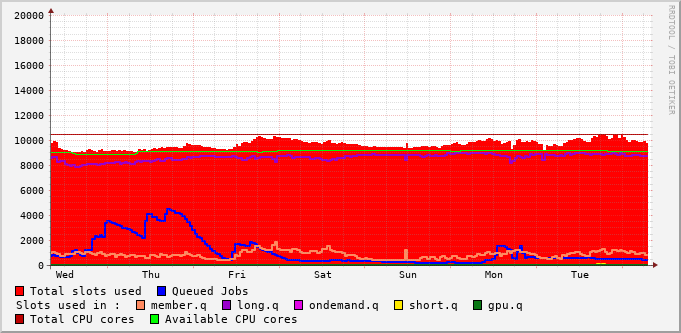 20000
18000
16000
14000
12000
10000
8000
6000
4000
2000
0
Wed Thu Fri Sat Sun Mon Tue
Total slots used Queued Jobs
Slots used in : member.q long.q ondemand.q short.q gpu.q
Total CPU cores Available CPU cores
RRDTOOL / TOBI OETIKER